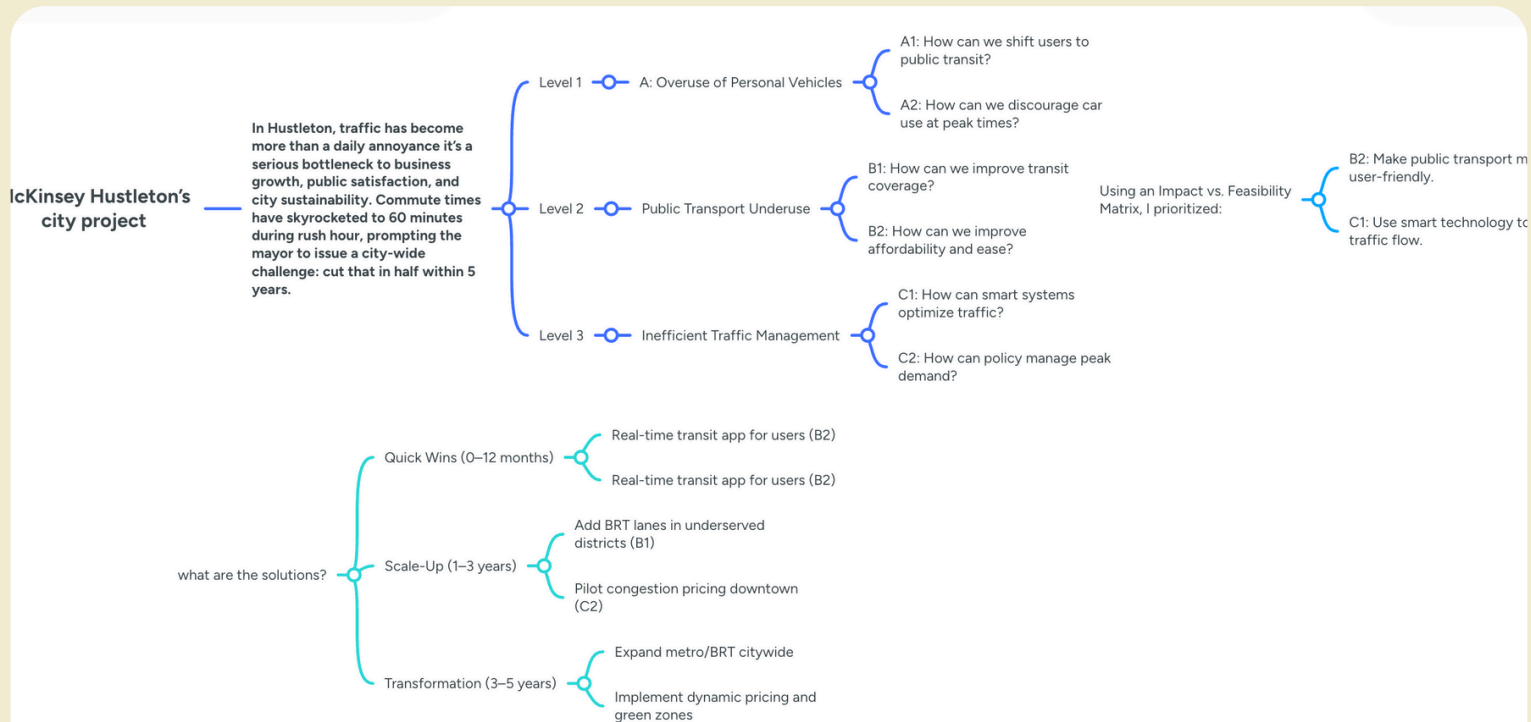 McKinsey Hustleton's
city project
In Hustleton, traffic has become
more than a daily annoyance it's a
serious bottleneck to business
growth, public satisfaction, and
city sustainability. Commute times
have skyrocketed to 60 minutes
during rush hour, prompting the
mayor to issue a city-wide
challenge: cut that in half within 5
years.
Level 1
A: Overuse of Personal Vehicles
A1: How can we shift users to
public transit?
A2: How can we discourage car
use at peak times?
Level 2
Public Transport Underuse
B1: How can we improve transit
coverage?
B2: How can we improve
affordability and ease?
Level 3
Inefficient Traffic Management
C1: How can smart systems
optimize traffic?
C2: How can policy manage peak
demand?
Using an Impact vs. Feasibility
Matrix, I prioritized:
B2: Make public transport
user-friendly.
C1: Use smart technology to
traffic flow.
what are the solutions?
Quick Wins (0–12 months)
Real-time transit app for users (B2)
Real-time transit app for users (B2)
Scale-Up (1–3 years)
Add BRT lanes in underserved
districts (B1)
Pilot congestion pricing downtown
(C2)
Transformation (3–5 years)
Expand metro/BRT citywide
Implement dynamic pricing and
green zones